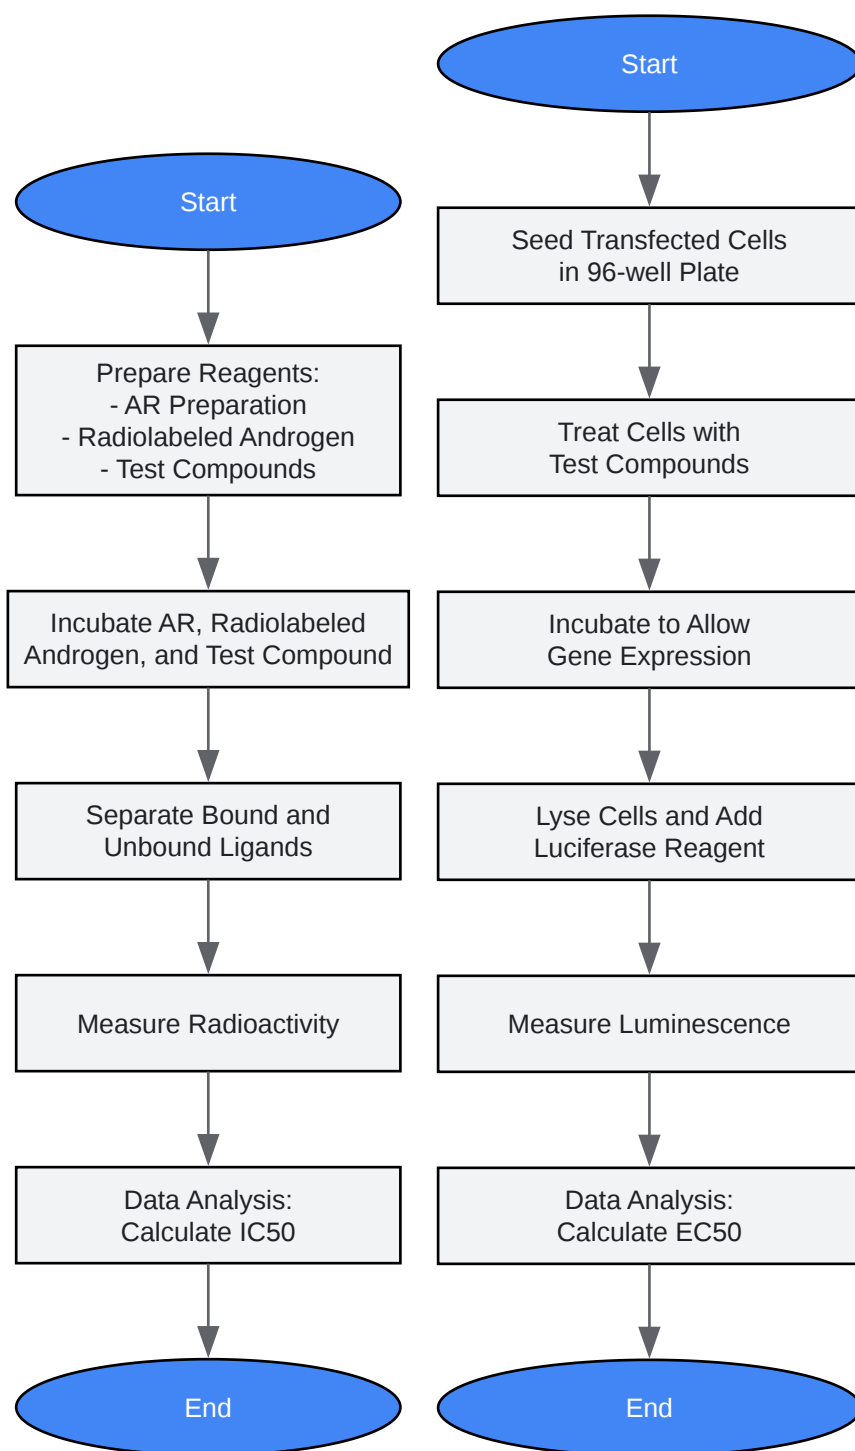 Start
Prepare Reagents:
- AR Preparation
- Radiolabeled Androgen
- Test Compounds
Incubate AR, Radiolabeled
Androgen, and Test Compound
Separate Bound and
Unbound Ligands
Measure Radioactivity
Data Analysis:
Calculate IC50
End
Start
Seed Transfected Cells
in 96-well Plate
Treat Cells with
Test Compounds
Incubate to Allow
Gene Expression
Lyse Cells and Add
Luciferase Reagent
Measure Luminescence
Data Analysis:
Calculate EC50
End